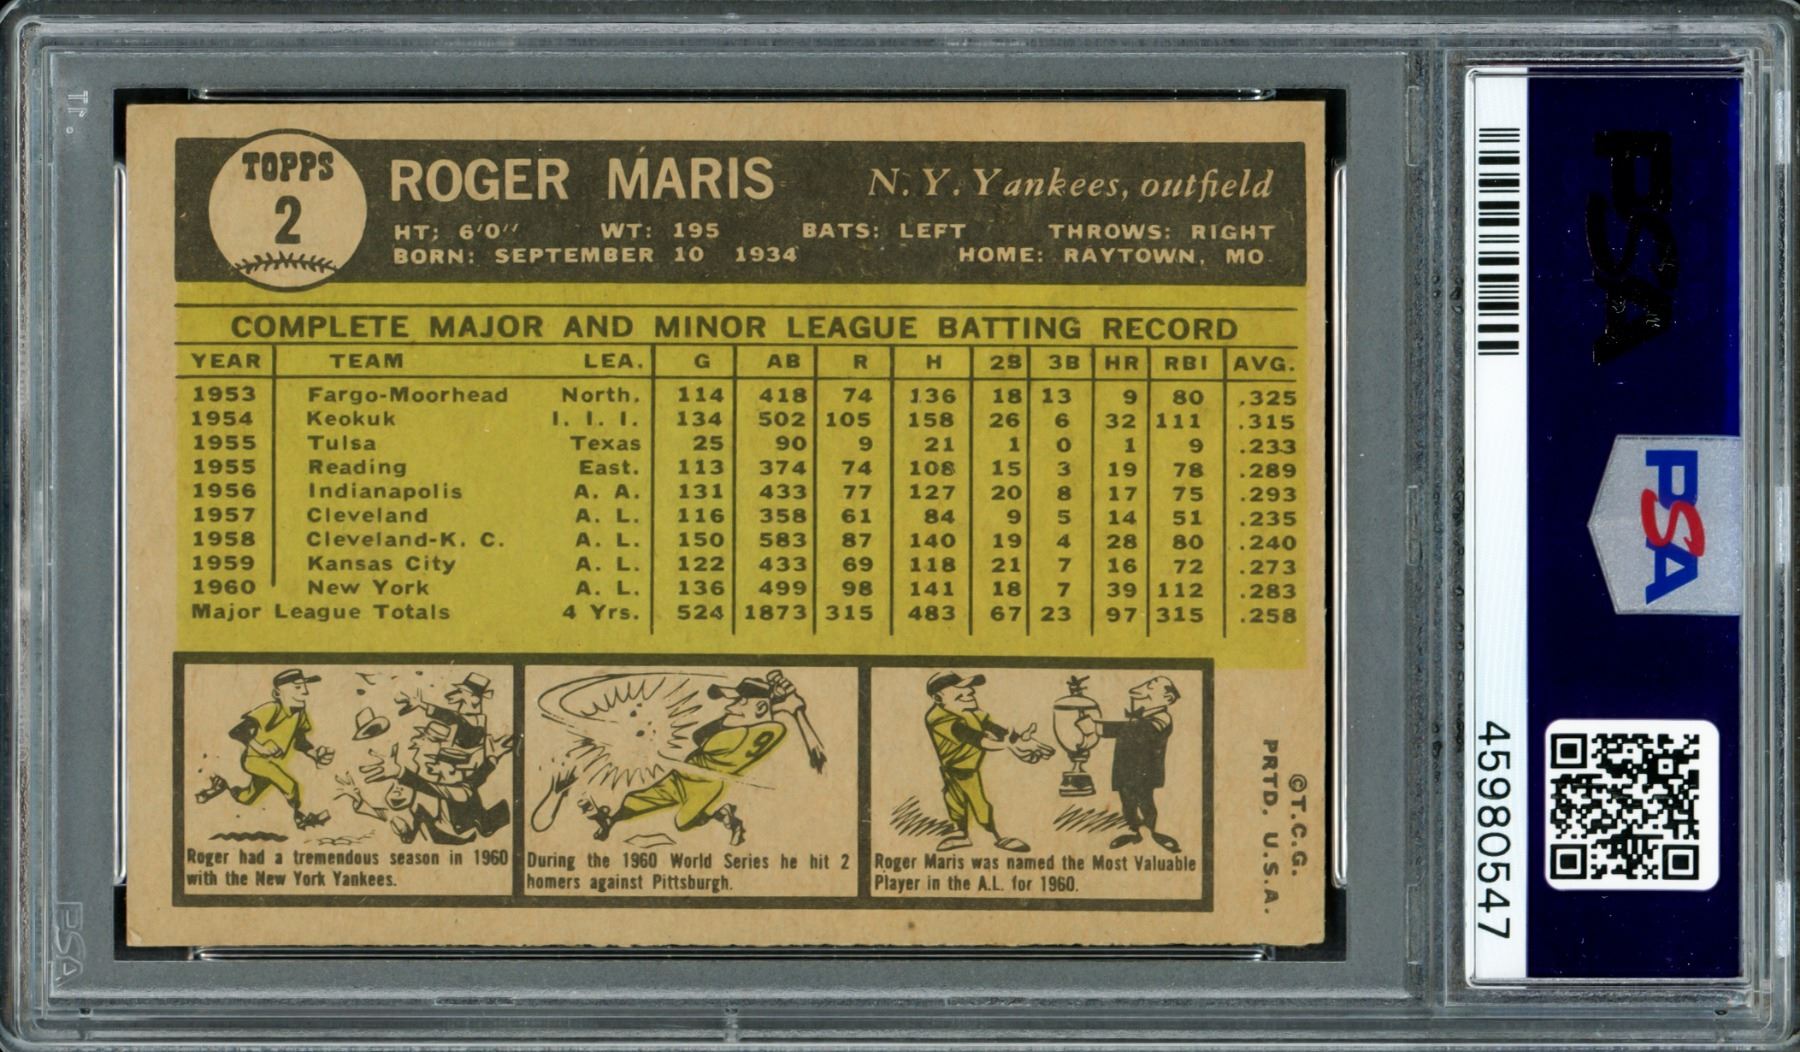 TOPPS
2
ROGER MARIS N. Y. Yankees, outfield
HT: 6'0" WT: 195 BATS: LEFT THROWS: RIGHT
BORN: SEPTEMBER 10 1934 HOME: RAYTOWN, MO.
COMPLETE MAJOR AND MINOR LEAGUE BATTING RECORD
YEAR TEAM LEA. G AB R H 2B 3B HR RBI AVG.
1953 Fargo-Moorhead North. 114 418 74 136 18 13 9 80 .325
1954 Keokuk I. I. I. 134 502 105 158 26 6 32 111 .315
1955 Tulsa Texas 25 90 9 21 1 0 1 9 .233
1955 Reading East. 113 374 74 108 15 3 19 78 .289
1956 Indianapolis A. A. 131 433 77 127 20 8 17 75 .293
1957 Cleveland A. L. 116 358 61 84 9 5 14 51 .235
1958 Cleveland-K. C. A. L. 150 583 87 140 19 4 28 80 .240
1959 Kansas City A. L. 122 433 69 118 21 7 16 72 .273
1960 New York A. L. 136 499 98 141 18 7 39 112 .283
Major League Totals 4 Yrs. 524 1873 315 483 67 23 97 315 .258
9
Roger had a tremendous season in 1960
with the New York Yankees.
During the 1960 World Series he hit 2
homers against Pittsburgh.
Roger Maris was named the Most Valuable
Player in the A.L. for 1960.
©T.C.G.
PRTD. U.S.A.
PSA
PSA
45980547
PSA